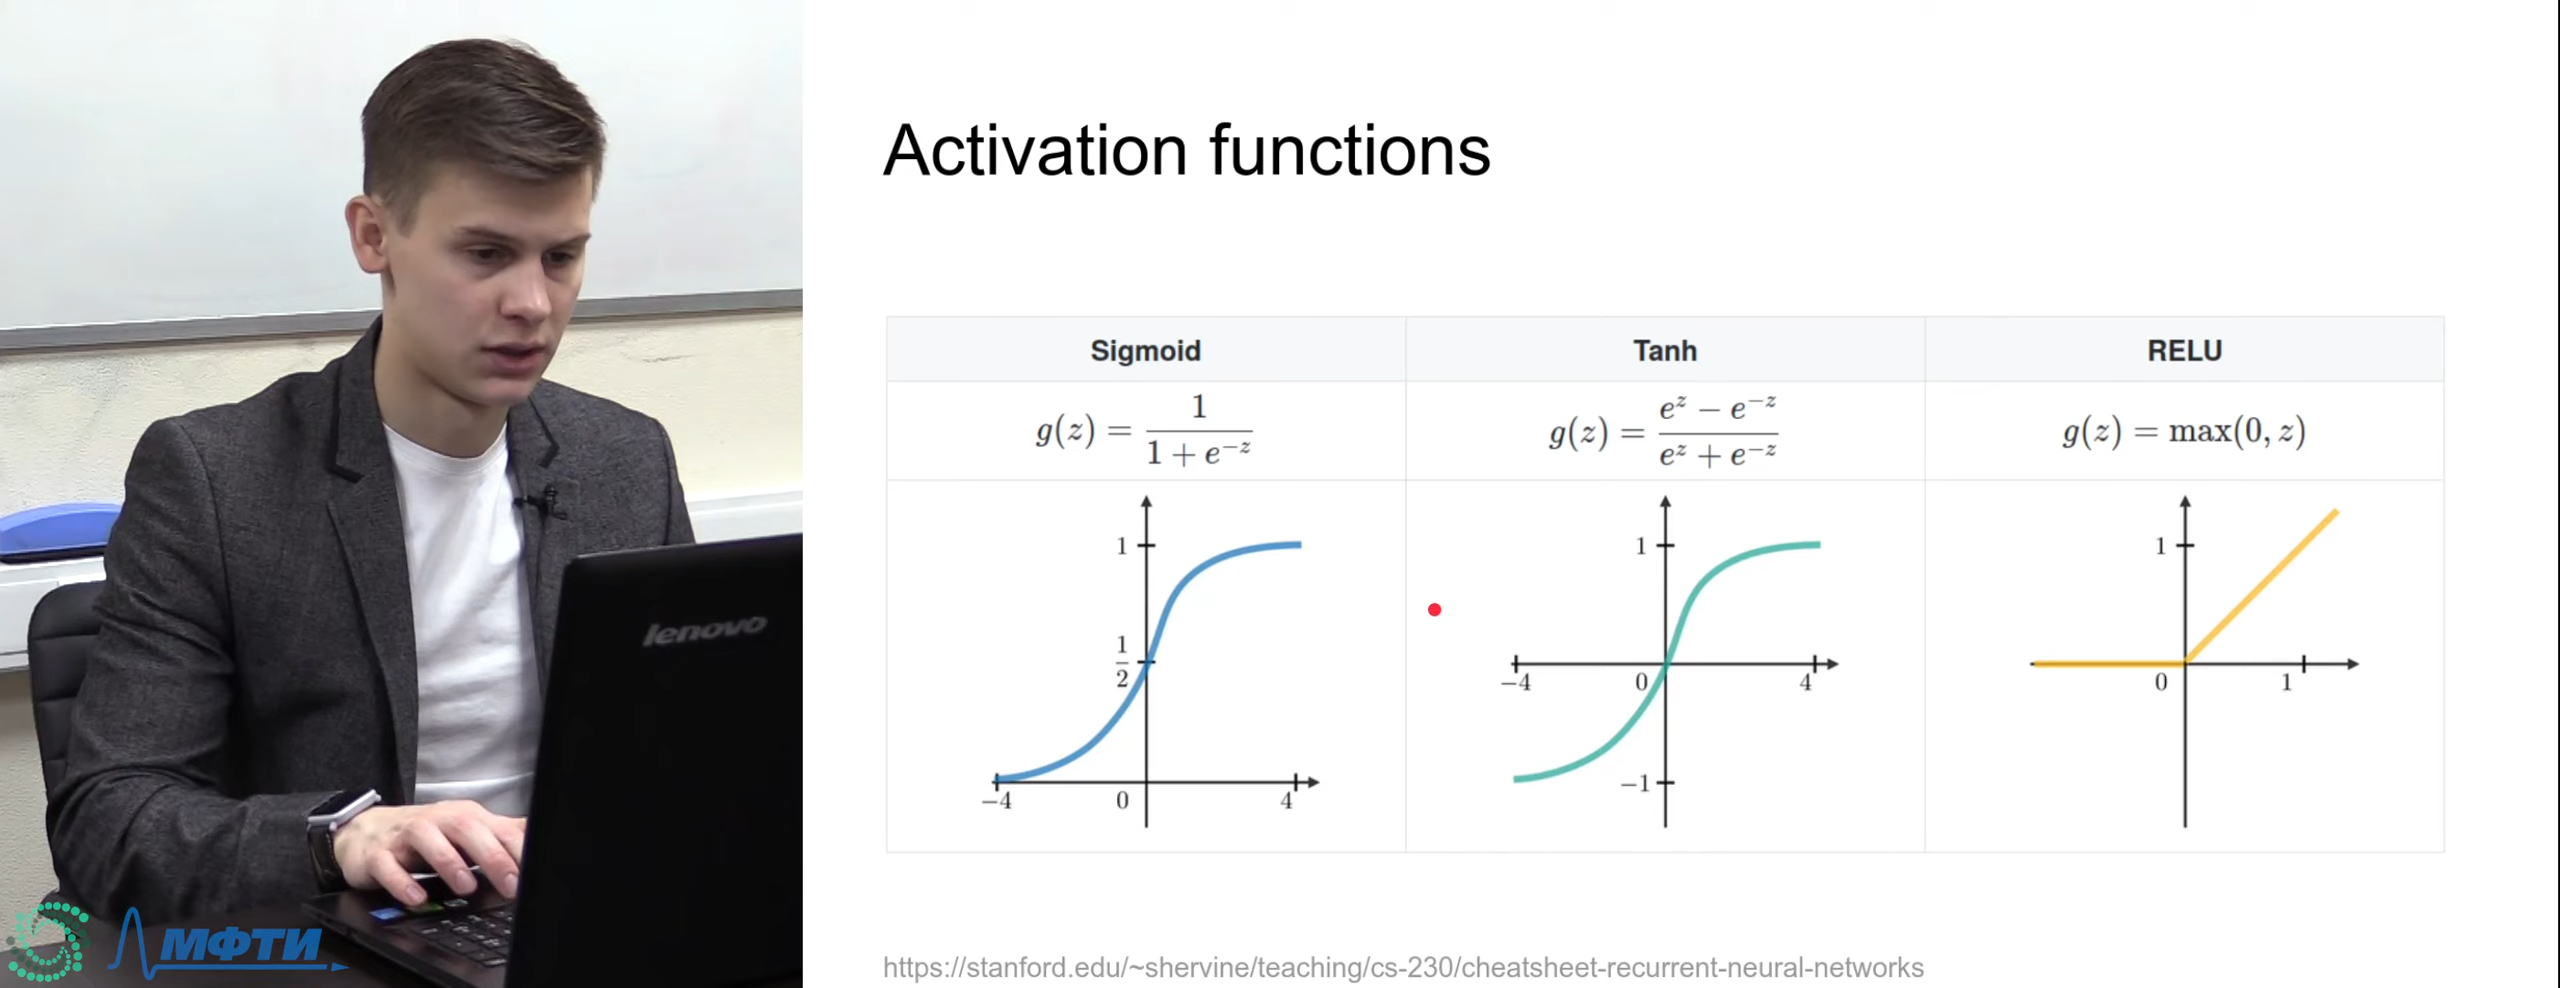 Activation functions
Sigmoid
Tanh
RELU
g(z) = 1 / (1 + e^{−z})
g(z) = (e^z − e^{−z}) / (e^z + e^{−z})
g(z) = max(0, z)
1
1/2
−4
0
4
1
−4
0
4
−1
1
0
1
lenovo
МФТИ
https://stanford.edu/~shervine/teaching/cs-230/cheatsheet-recurrent-neural-networks